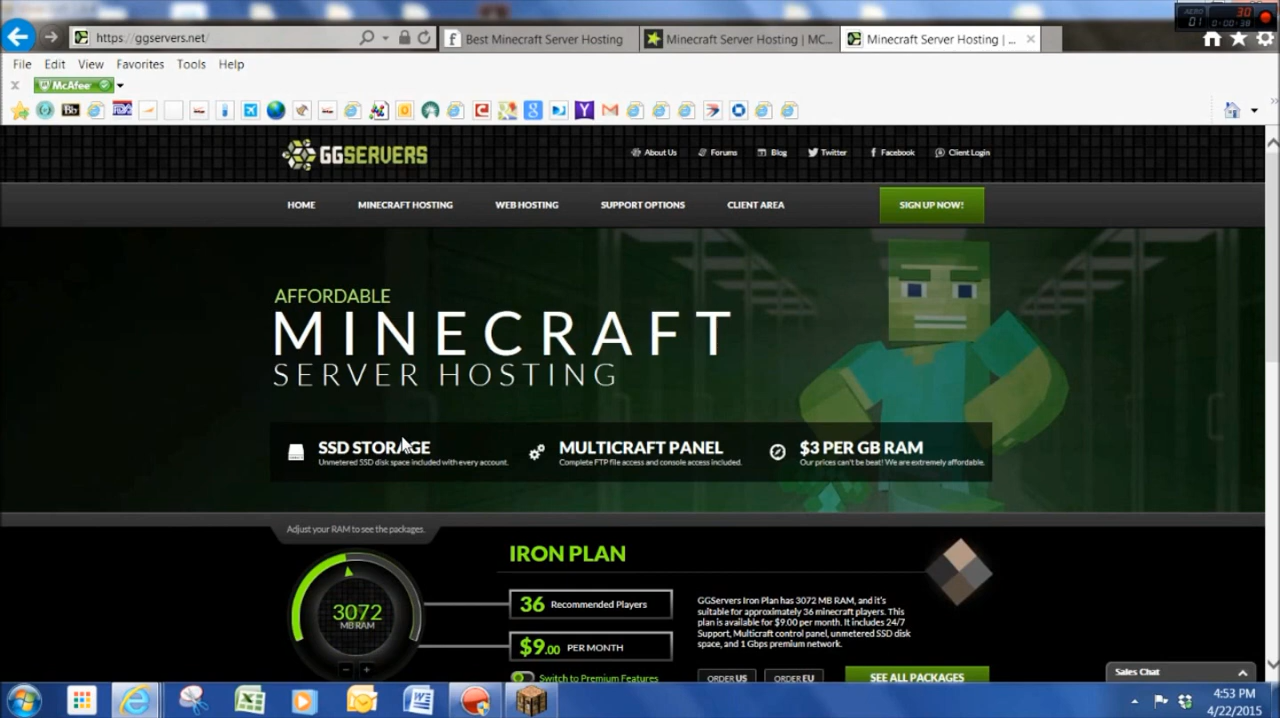 AERO
30
01
0:00:38
https://ggservers.net/
Best Minecraft Server Hosting
Minecraft Server Hosting | MC...
Minecraft Server Hosting | ...
File Edit View Favorites Tools Help
McAfee
Bb
GGSERVERS
About Us Forums Blog Twitter Facebook Client Login
HOME MINECRAFT HOSTING WEB HOSTING SUPPORT OPTIONS CLIENT AREA SIGN UP NOW!
AFFORDABLE
MINECRAFT
SERVER HOSTING
SSD STORAGE
Unmetered SSD disk space included with every account.
MULTICRAFT PANEL
Complete FTP file access and console access included.
$3 PER GB RAM
Our prices can't be beat! We are extremely affordable.
Adjust your RAM to see the packages.
3072
MB RAM
IRON PLAN
36 Recommended Players
$9.00 PER MONTH
Switch to Premium Features
GGServers Iron Plan has 3072 MB RAM, and it's
suitable for approximately 36 minecraft players. This
plan is available for $9.00 per month. It includes 24/7
Support, Multicraft control panel, unmetered SSD disk
space, and 1 Gbps premium network.
ORDER US ORDER EU SEE ALL PACKAGES
Sales Chat
4:53 PM
4/22/2015